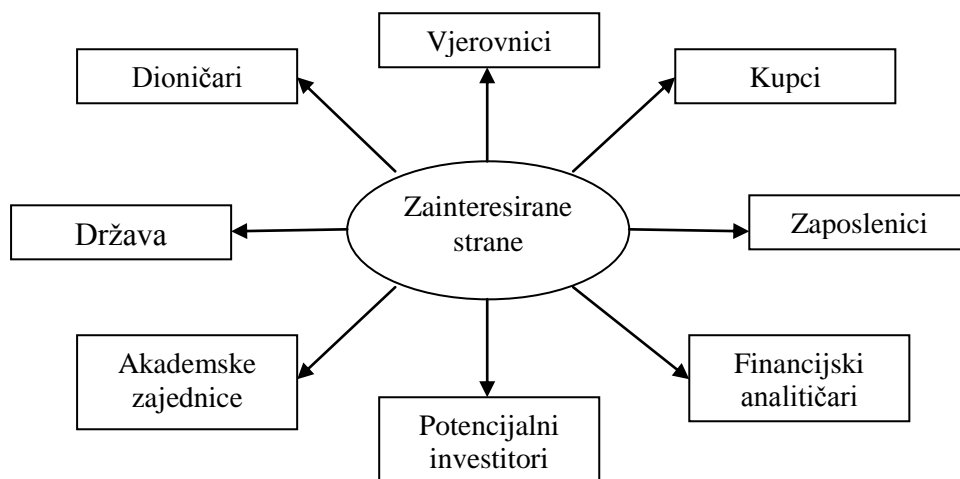 Vjerovnici
Dioničari
Kupci
Zainteresirane
strane
Država
Zaposlenici
Akademske
zajednice
Financijski
analitičari
Potencijalni
investitori